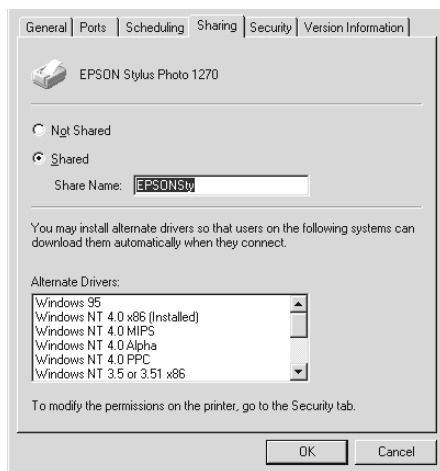 General Ports Scheduling Sharing Security Version Information
EPSON Stylus Photo 1270
Not Shared
Shared
Share Name: EPSONSty
You may install alternate drivers so that users on the following systems can
download them automatically when they connect.
Alternate Drivers:
Windows 95
Windows NT 4.0 x86 (Installed)
Windows NT 4.0 MIPS
Windows NT 4.0 Alpha
Windows NT 4.0 PPC
Windows NT 3.5 or 3.51 x86
To modify the permissions on the printer, go to the Security tab.
OK Cancel